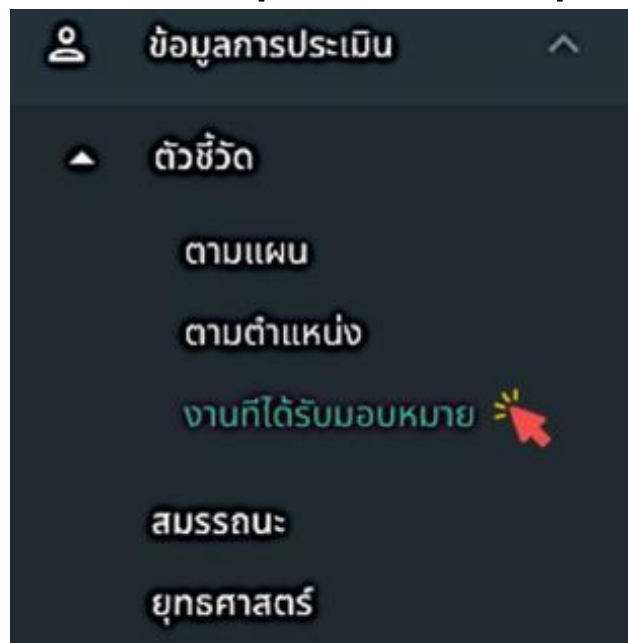 ข้อมูลการประเมิน
ตัวชี้วัด
ตามแผน
ตามตำแหน่ง
งานที่ได้รับมอบหมาย
สมรรถนะ
ยุทธศาสตร์